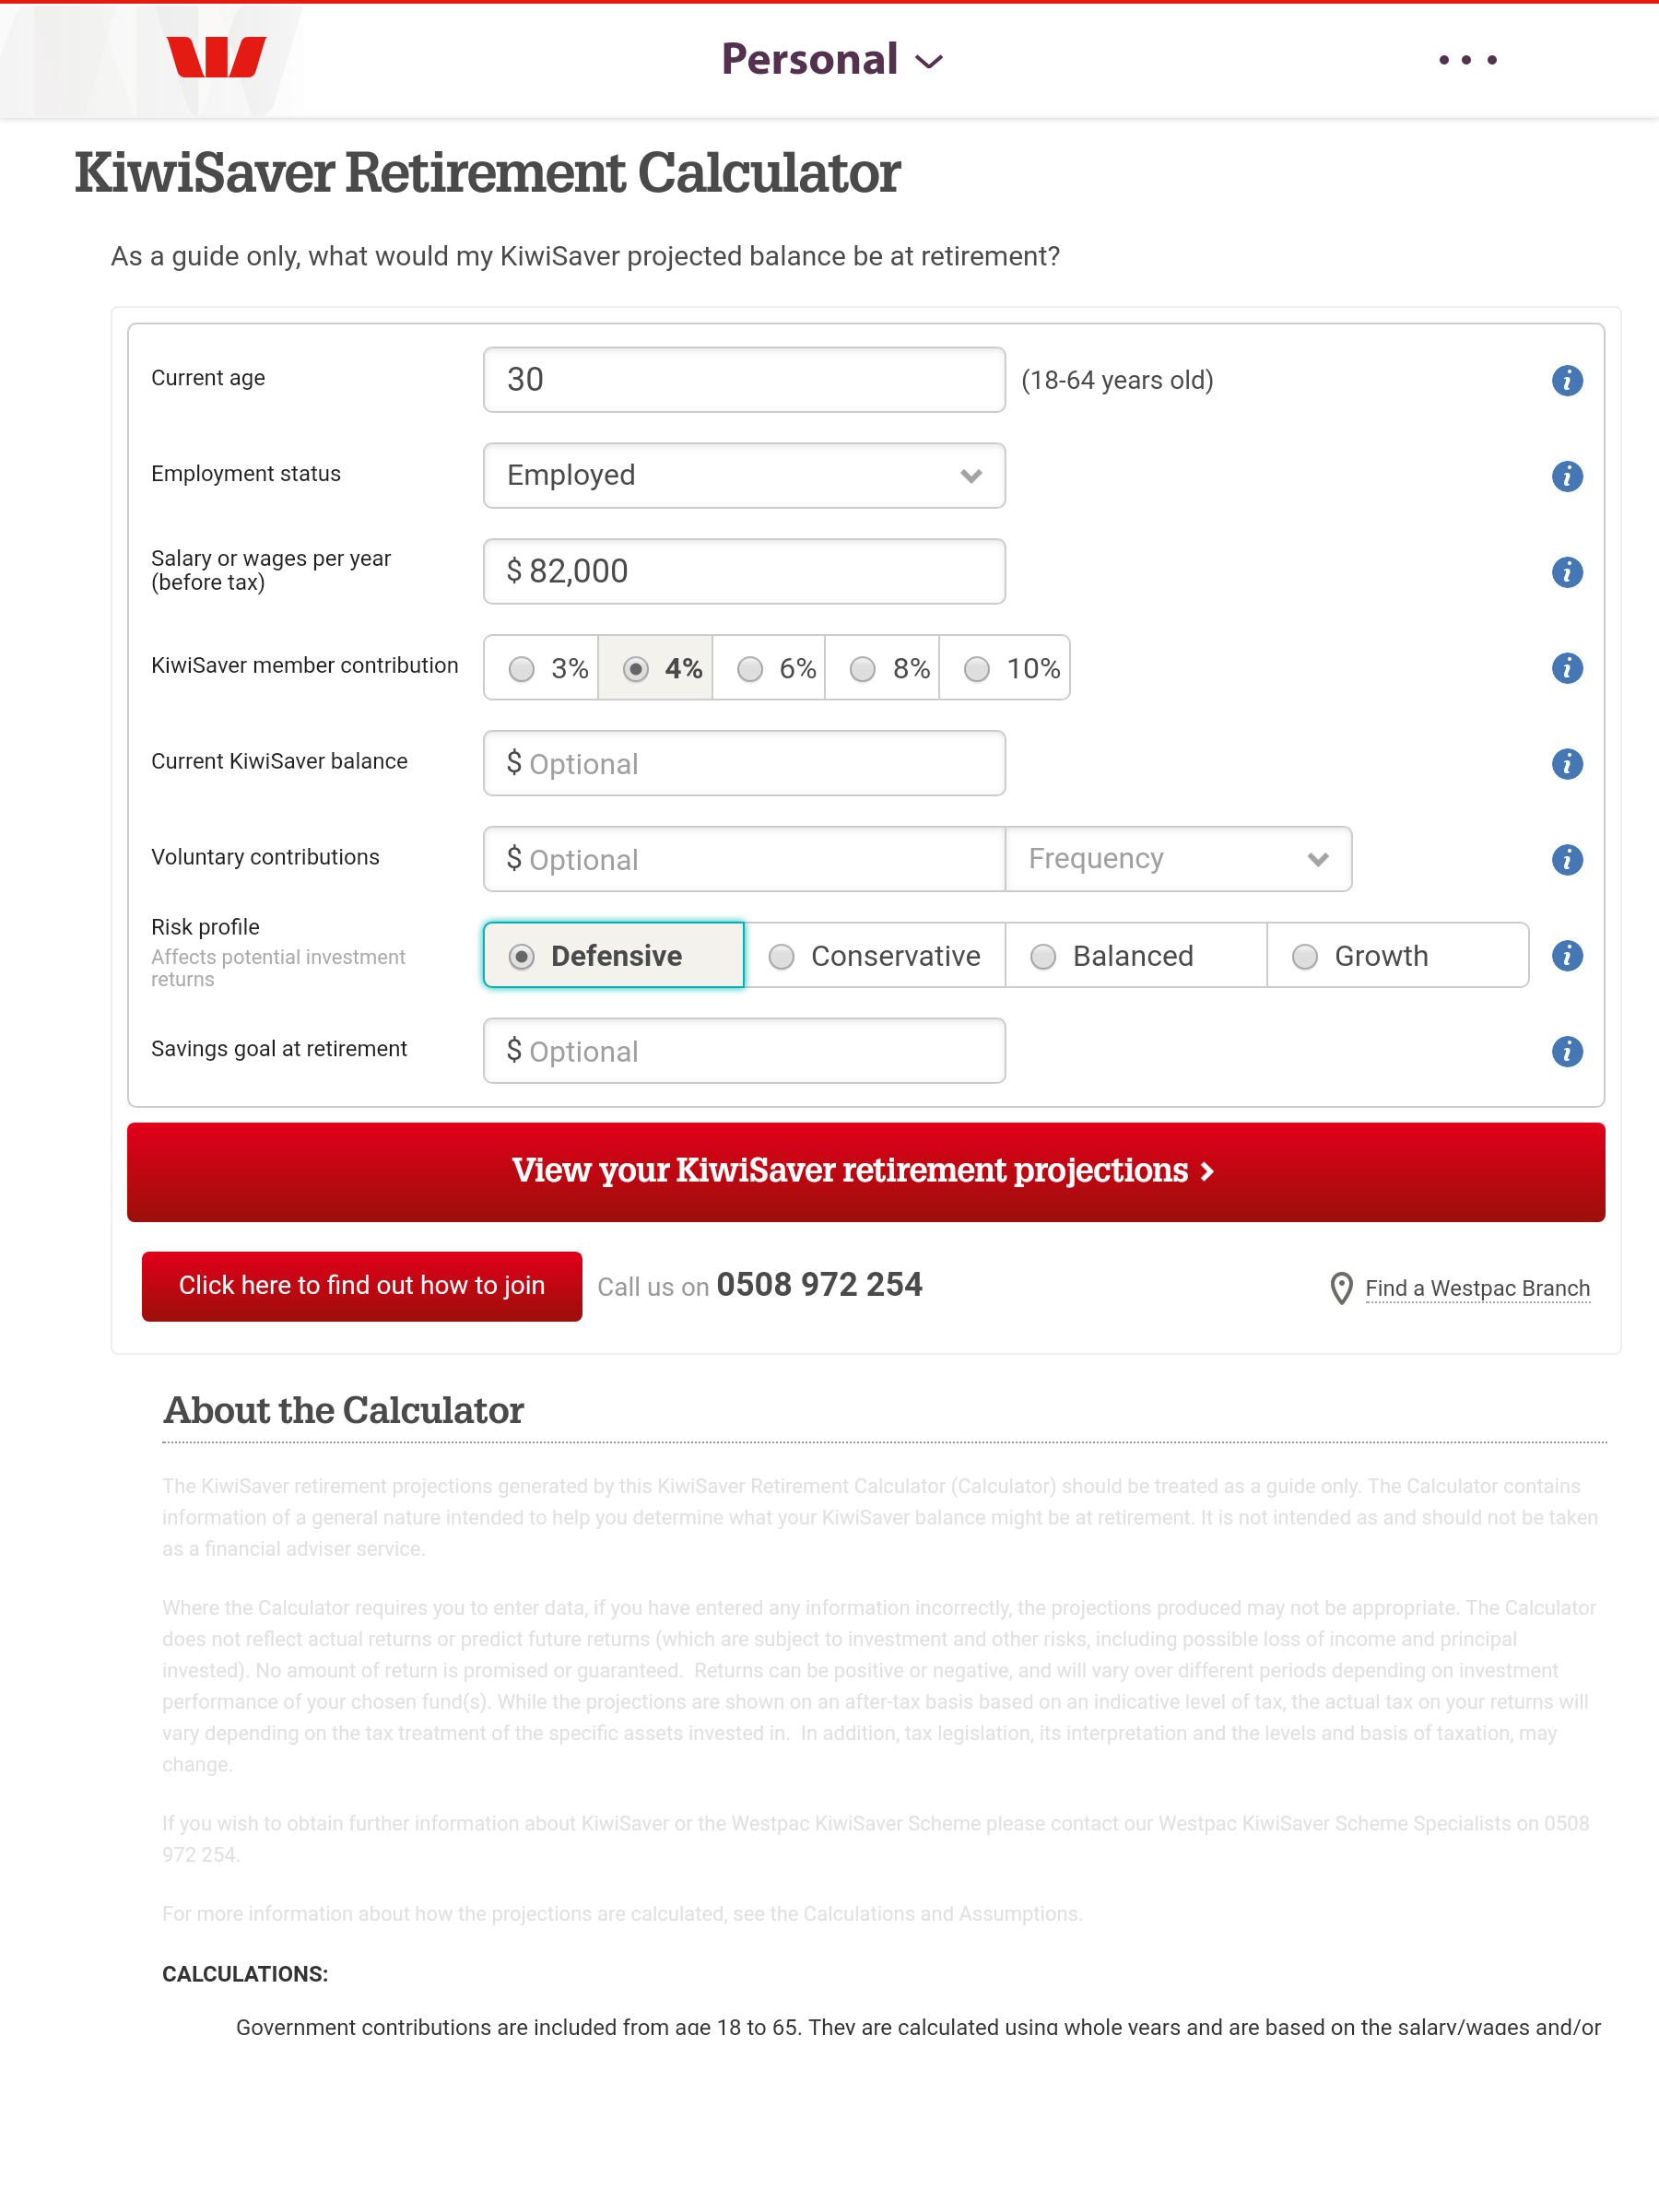 Personal
KiwiSaver Retirement Calculator
As a guide only, what would my KiwiSaver projected balance be at retirement?
Current age 30 (18-64 years old)
Employment status Employed
Salary or wages per year
(before tax) $ 82,000
KiwiSaver member contribution 3% 4% 6% 8% 10%
Current KiwiSaver balance $ Optional
Voluntary contributions $ Optional Frequency
Risk profile
Affects potential investment
returns
Defensive Conservative Balanced Growth
Savings goal at retirement $ Optional
View your KiwiSaver retirement projections
Click here to find out how to join Call us on 0508 972 254 Find a Westpac Branch
About the Calculator
The KiwiSaver retirement projections generated by this KiwiSaver Retirement Calculator (Calculator) should be treated as a guide only. The Calculator contains
information of a general nature intended to help you determine what your KiwiSaver balance might be at retirement. It is not intended as and should not be taken
as a financial adviser service.
Where the Calculator requires you to enter data, if you have entered any information incorrectly, the projections produced may not be appropriate. The Calculator
does not reflect actual returns or predict future returns (which are subject to investment and other risks, including possible loss of income and principal
invested). No amount of return is promised or guaranteed. Returns can be positive or negative, and will vary over different periods depending on investment
performance of your chosen fund(s). While the projections are shown on an after-tax basis based on an indicative level of tax, the actual tax on your returns will
vary depending on the tax treatment of the specific assets invested in. In addition, tax legislation, its interpretation and the levels and basis of taxation, may
change.
If you wish to obtain further information about KiwiSaver or the Westpac KiwiSaver Scheme please contact our Westpac KiwiSaver Scheme Specialists on 0508
972 254.
For more information about how the projections are calculated, see the Calculations and Assumptions.
CALCULATIONS:
Government contributions are included from age 18 to 65. They are calculated using whole years and are based on the salary/wages and/or